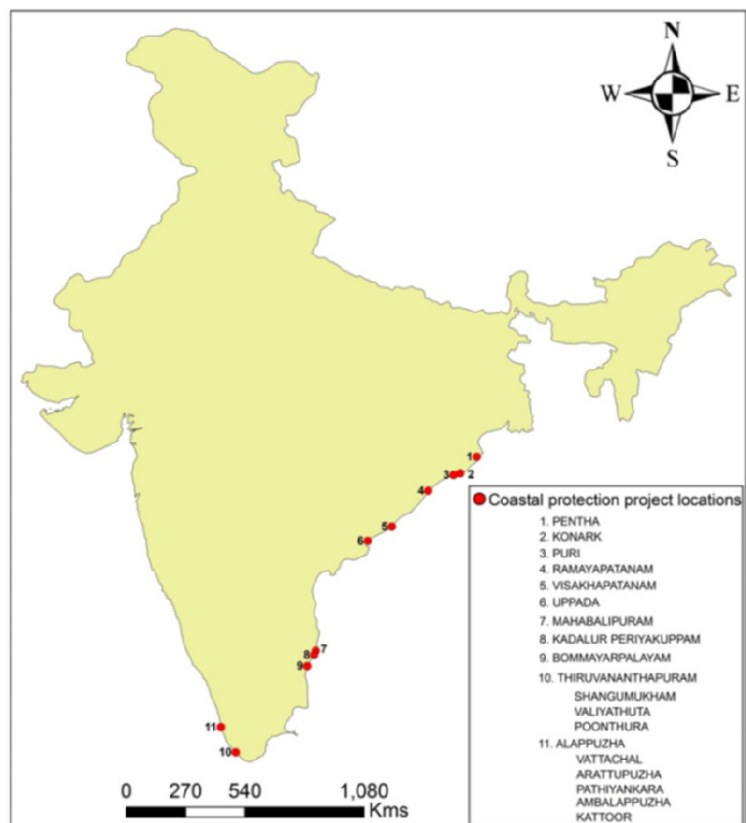 N
W E
S
1
3 2
4
5
6
7
8
9
11
10
Coastal protection project locations
1. PENTHA
2. KONARK
3. PURI
4. RAMAYAPATANAM
5. VISAKHAPATANAM
6. UPPADA
7. MAHABALIPURAM
8. KADALUR PERIYAKUPPAM
9. BOMMAYARPALAYAM
10. THIRUVANANTHAPURAM
SHANGUMUKHAM
VALIYATHUTA
POONTHURA
11. ALAPPUZHA
VATTACHAL
ARATTUPUZHA
PATHIYANKARA
AMBALAPPUZHA
KATTOOR
0 270 540 1,080
Kms